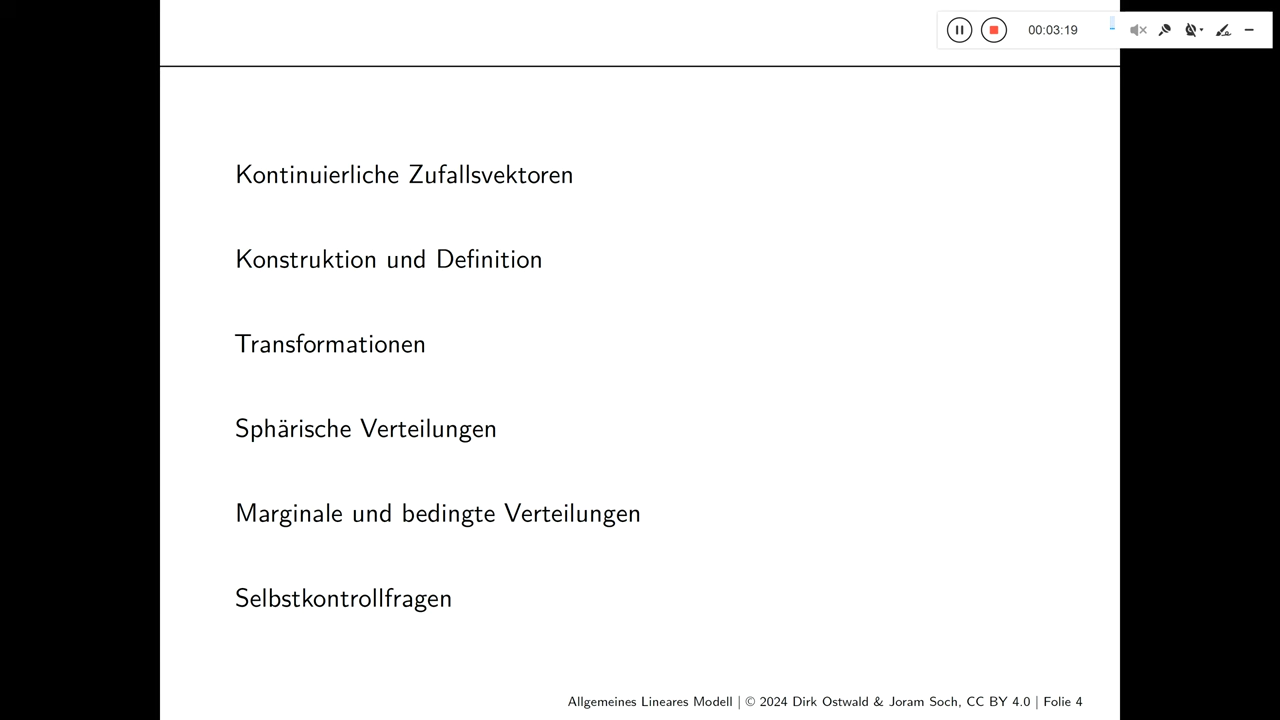 00:03:19
Kontinuierliche Zufallsvektoren
Konstruktion und Definition
Transformationen
Sphärische Verteilungen
Marginale und bedingte Verteilungen
Selbstkontrollfragen
Allgemeines Lineares Modell | © 2024 Dirk Ostwald & Joram Soch, CC BY 4.0 | Folie 4